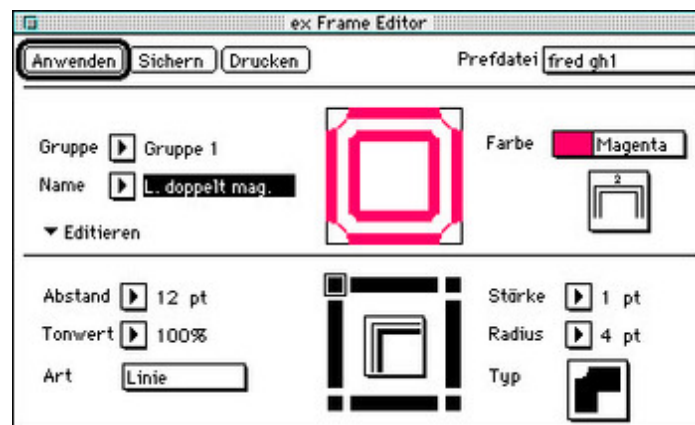 ex Frame Editor
Anwenden Sichern Drucken Prefdatei fred gh1
Gruppe Gruppe 1 Farbe Magenta
Name L. doppelt mag. 2
Editieren
Abstand 12 pt Stärke 1 pt
Tonwert 100% Radius 4 pt
Art Linie Typ